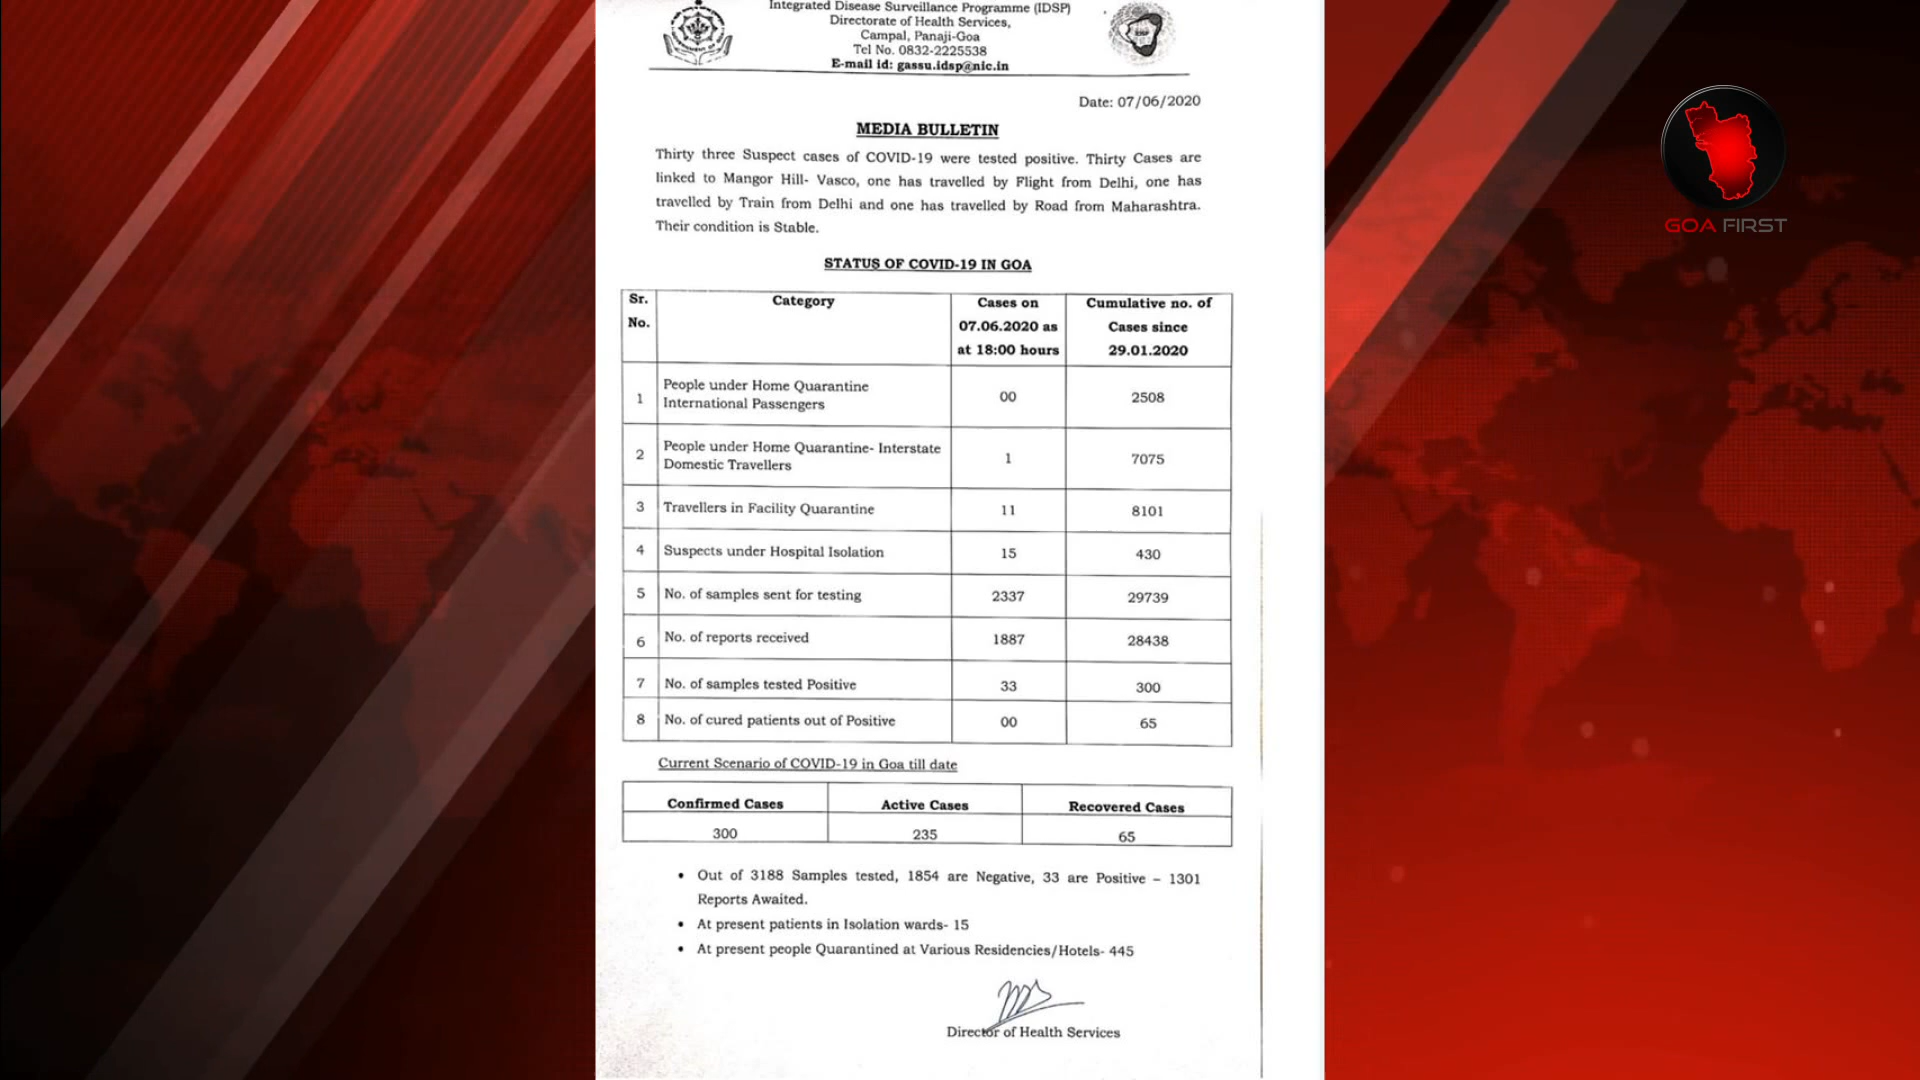 Integrated Disease Surveillance Programme (IDSP)
Directorate of Health Services,
Campal, Panaji-Goa
Tel No. 0832-2225538
E-mail id: gassu.idsp@nic.in
Date: 07/06/2020
GOA FIRST
MEDIA BULLETIN
Thirty three Suspect cases of COVID-19 were tested positive. Thirty Cases are
linked to Mangor Hill- Vasco, one has travelled by Flight from Delhi, one has
travelled by Train from Delhi and one has travelled by Road from Maharashtra.
Their condition is Stable.
STATUS OF COVID-19 IN GOA
Sr. No. Category Cases on 07.06.2020 as at 18:00 hours Cumulative no. of Cases since 29.01.2020
1 People under Home Quarantine International Passengers 00 2508
2 People under Home Quarantine- Interstate Domestic Travellers 1 7075
3 Travellers in Facility Quarantine 11 8101
4 Suspects under Hospital Isolation 15 430
5 No. of samples sent for testing 2337 29739
6 No. of reports received 1887 28438
7 No. of samples tested Positive 33 300
8 No. of cured patients out of Positive 00 65
Current Scenario of COVID-19 in Goa till date
Confirmed Cases Active Cases Recovered Cases
300 235 65
• Out of 3188 Samples tested, 1854 are Negative, 33 are Positive – 1301
Reports Awaited.
• At present patients in Isolation wards- 15
• At present people Quarantined at Various Residencies/Hotels- 445
Director of Health Services